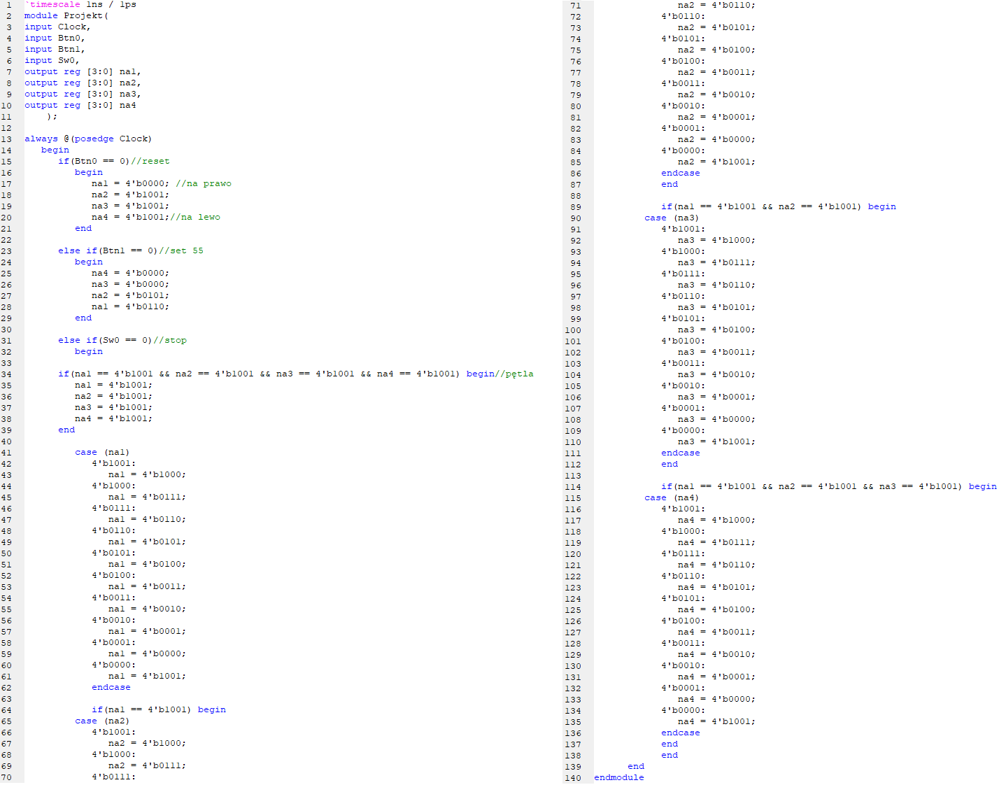 1 `timescale 1ns / 1ps
2 module Projekt(
3 input Clock,
4 input Btn0,
5 input Btn1,
6 input Sw0,
7 output reg [3:0] na1,
8 output reg [3:0] na2,
9 output reg [3:0] na3,
10 output reg [3:0] na4
11 );
12
13 always @(posedge Clock)
14 begin
15 if(Btn0 == 0)//reset
16 begin
17 na1 = 4'b0000; //na prawo
18 na2 = 4'b1001;
19 na3 = 4'b1001;
20 na4 = 4'b1001;//na lewo
21 end
22
23 else if(Btn1 == 0)//set 55
24 begin
25 na4 = 4'b0000;
26 na3 = 4'b0000;
27 na2 = 4'b0101;
28 na1 = 4'b0110;
29 end
30
31 else if(Sw0 == 0)//stop
32 begin
33
34 if(na1 == 4'b1001 && na2 == 4'b1001 && na3 == 4'b1001 && na4 == 4'b1001) begin//pętla
35 na1 = 4'b1001;
36 na2 = 4'b1001;
37 na3 = 4'b1001;
38 na4 = 4'b1001;
39 end
40
41 case (na1)
42 4'b1001:
43 na1 = 4'b1000;
44 4'b1000:
45 na1 = 4'b0111;
46 4'b0111:
47 na1 = 4'b0110;
48 4'b0110:
49 na1 = 4'b0101;
50 4'b0101:
51 na1 = 4'b0100;
52 4'b0100:
53 na1 = 4'b0011;
54 4'b0011:
55 na1 = 4'b0010;
56 4'b0010:
57 na1 = 4'b0001;
58 4'b0001:
59 na1 = 4'b0000;
60 4'b0000:
61 na1 = 4'b1001;
62 endcase
63
64 if(na1 == 4'b1001) begin
65 case (na2)
66 4'b1001:
67 na2 = 4'b1000;
68 4'b1000:
69 na2 = 4'b0111;
70 4'b0111:
71 na2 = 4'b0110;
72 4'b0110:
73 na2 = 4'b0101;
74 4'b0101:
75 na2 = 4'b0100;
76 4'b0100:
77 na2 = 4'b0011;
78 4'b0011:
79 na2 = 4'b0010;
80 4'b0010:
81 na2 = 4'b0001;
82 4'b0001:
83 na2 = 4'b0000;
84 4'b0000:
85 na2 = 4'b1001;
86 endcase
87 end
88
89 if(na1 == 4'b1001 && na2 == 4'b1001) begin
90 case (na3)
91 4'b1001:
92 na3 = 4'b1000;
93 4'b1000:
94 na3 = 4'b0111;
95 4'b0111:
96 na3 = 4'b0110;
97 4'b0110:
98 na3 = 4'b0101;
99 4'b0101:
100 na3 = 4'b0100;
101 4'b0100:
102 na3 = 4'b0011;
103 4'b0011:
104 na3 = 4'b0010;
105 4'b0010:
106 na3 = 4'b0001;
107 4'b0001:
108 na3 = 4'b0000;
109 4'b0000:
110 na3 = 4'b1001;
111 endcase
112 end
113
114 if(na1 == 4'b1001 && na2 == 4'b1001 && na3 == 4'b1001) begin
115 case (na4)
116 4'b1001:
117 na4 = 4'b1000;
118 4'b1000:
119 na4 = 4'b0111;
120 4'b0111:
121 na4 = 4'b0110;
122 4'b0110:
123 na4 = 4'b0101;
124 4'b0101:
125 na4 = 4'b0100;
126 4'b0100:
127 na4 = 4'b0011;
128 4'b0011:
129 na4 = 4'b0010;
130 4'b0010:
131 na4 = 4'b0001;
132 4'b0001:
133 na4 = 4'b0000;
134 4'b0000:
135 na4 = 4'b1001;
136 endcase
137 end
138 end
139 end
140 endmodule